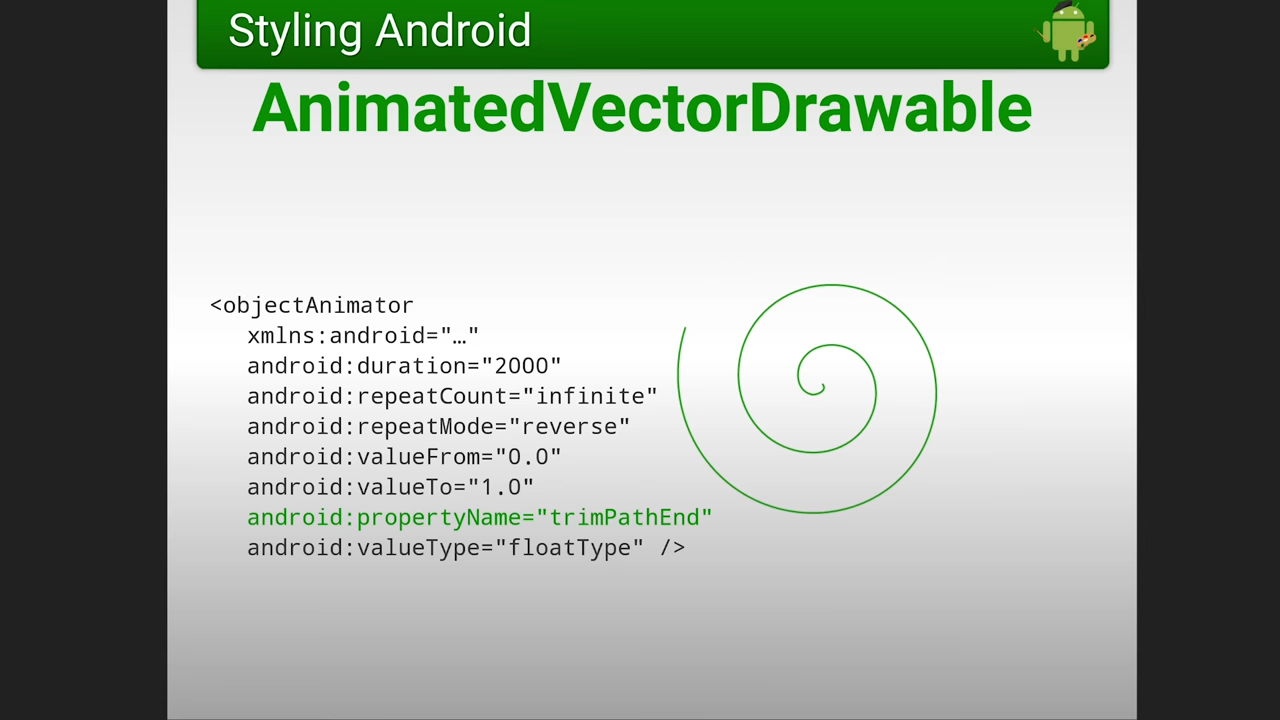 Styling Android
AnimatedVectorDrawable
<objectAnimator
xmlns:android="…"
android:duration="2000"
android:repeatCount="infinite"
android:repeatMode="reverse"
android:valueFrom="0.0"
android:valueTo="1.0"
android:propertyName="trimPathEnd"
android:valueType="floatType" />